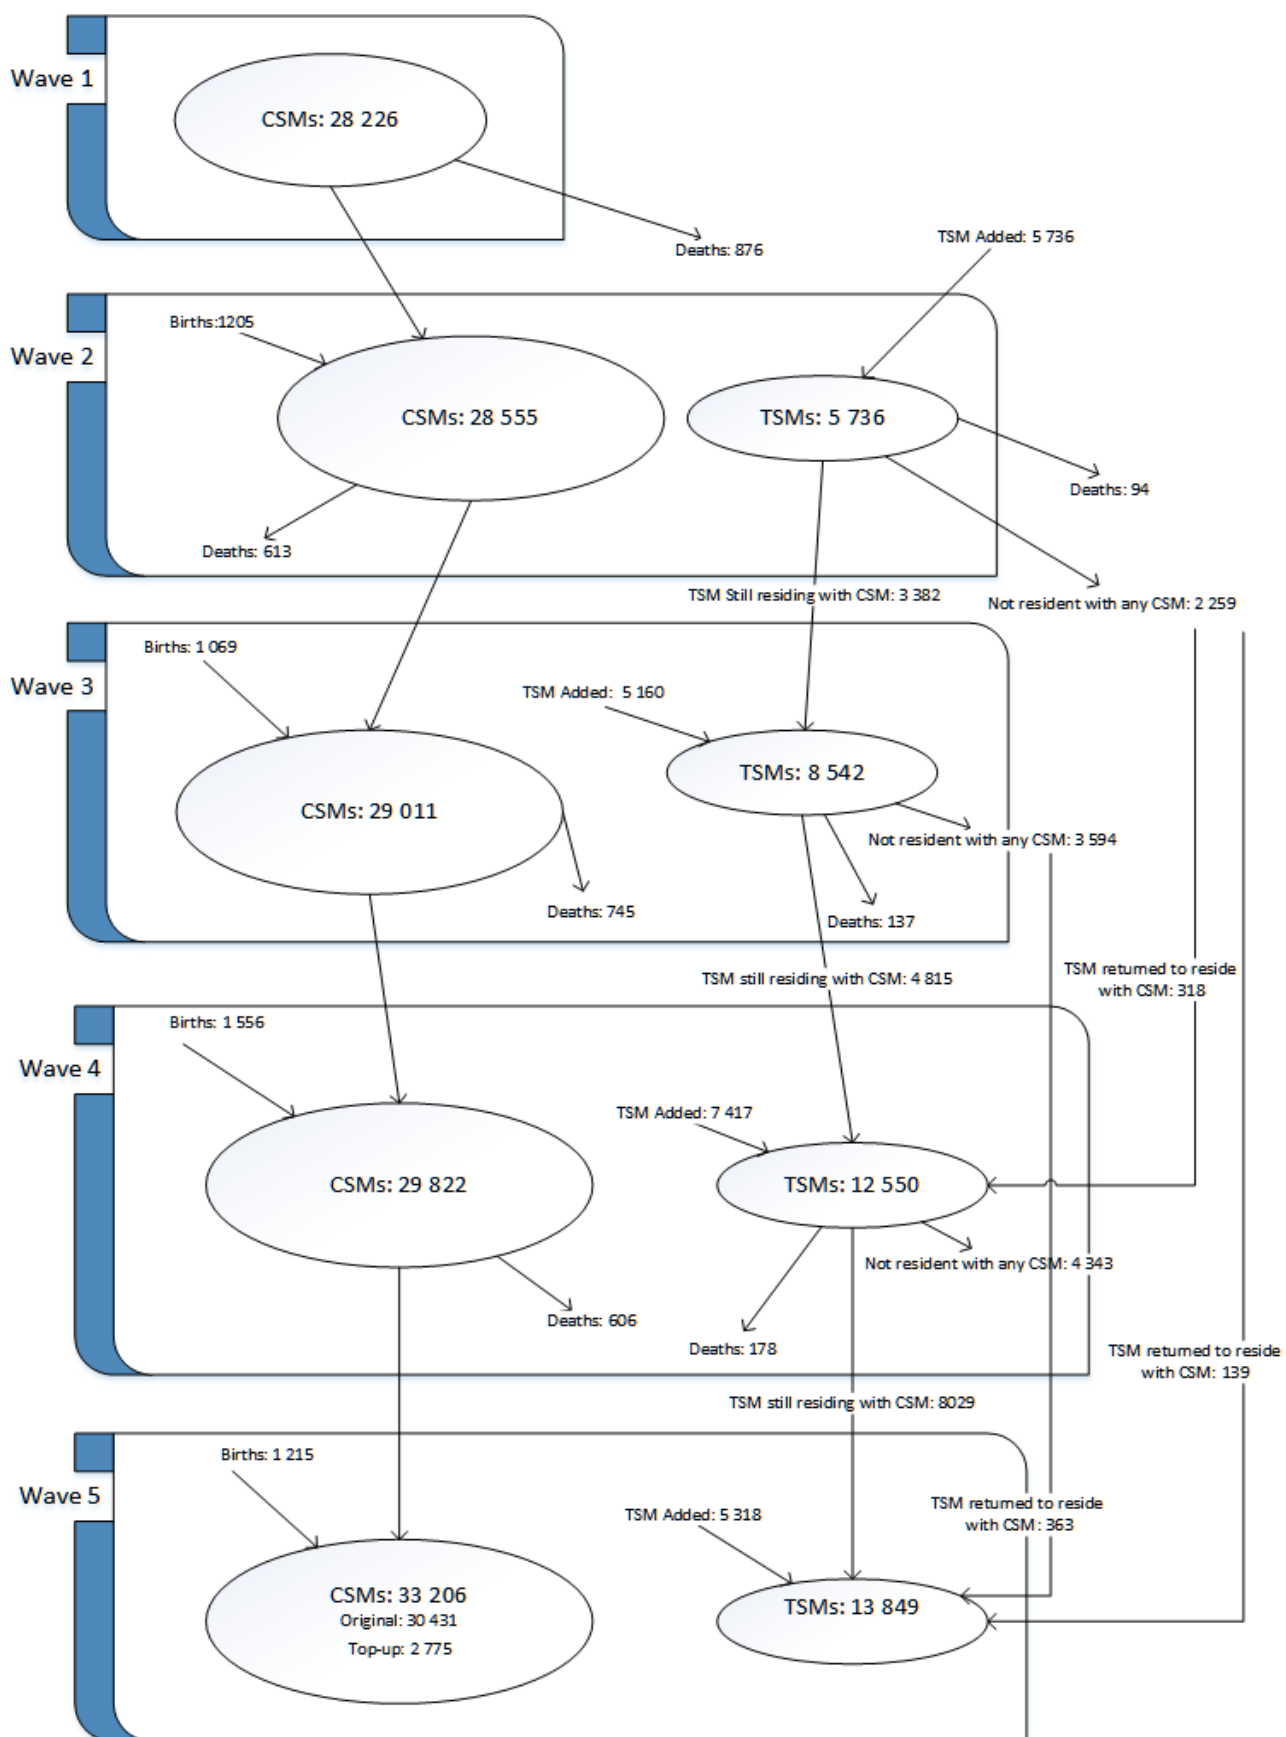 Wave 1
CSMs: 28 226
Deaths: 876
TSM Added: 5 736
Wave 2
Births:1205
CSMs: 28 555
TSMs: 5 736
Deaths: 94
Deaths: 613
TSM Still residing with CSM: 3 382
Not resident with any CSM: 2 259
Wave 3
Births: 1 069
TSM Added: 5 160
CSMs: 29 011
TSMs: 8 542
Not resident with any CSM: 3 594
Deaths: 745
Deaths: 137
TSM still residing with CSM: 4 815
TSM returned to reside
with CSM: 318
Wave 4
Births: 1 556
TSM Added: 7 417
CSMs: 29 822
TSMs: 12 550
Not resident with any CSM: 4 343
Deaths: 606
Deaths: 178
TSM returned to reside
with CSM: 139
TSM still residing with CSM: 8029
Wave 5
Births: 1 215
TSM Added: 5 318
TSM returned to reside
with CSM: 363
CSMs: 33 206
Original: 30 431
Top-up: 2 775
TSMs: 13 849